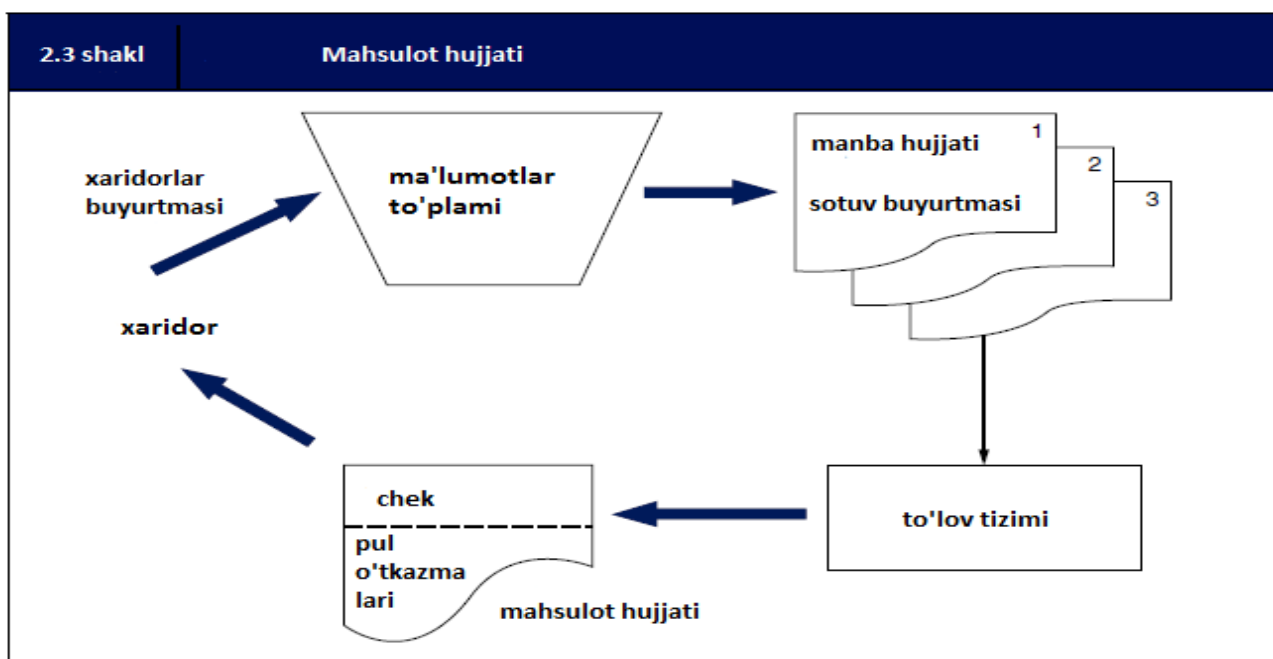 2.3 shakl
Mahsulot hujjati
xaridorlar
buyurtmasi
ma'lumotlar
to'plami
manba hujjati
1
sotuv buyurtmasi
2
3
xaridor
chek
pul
o'tkazma
lari
mahsulot hujjati
to'lov tizimi